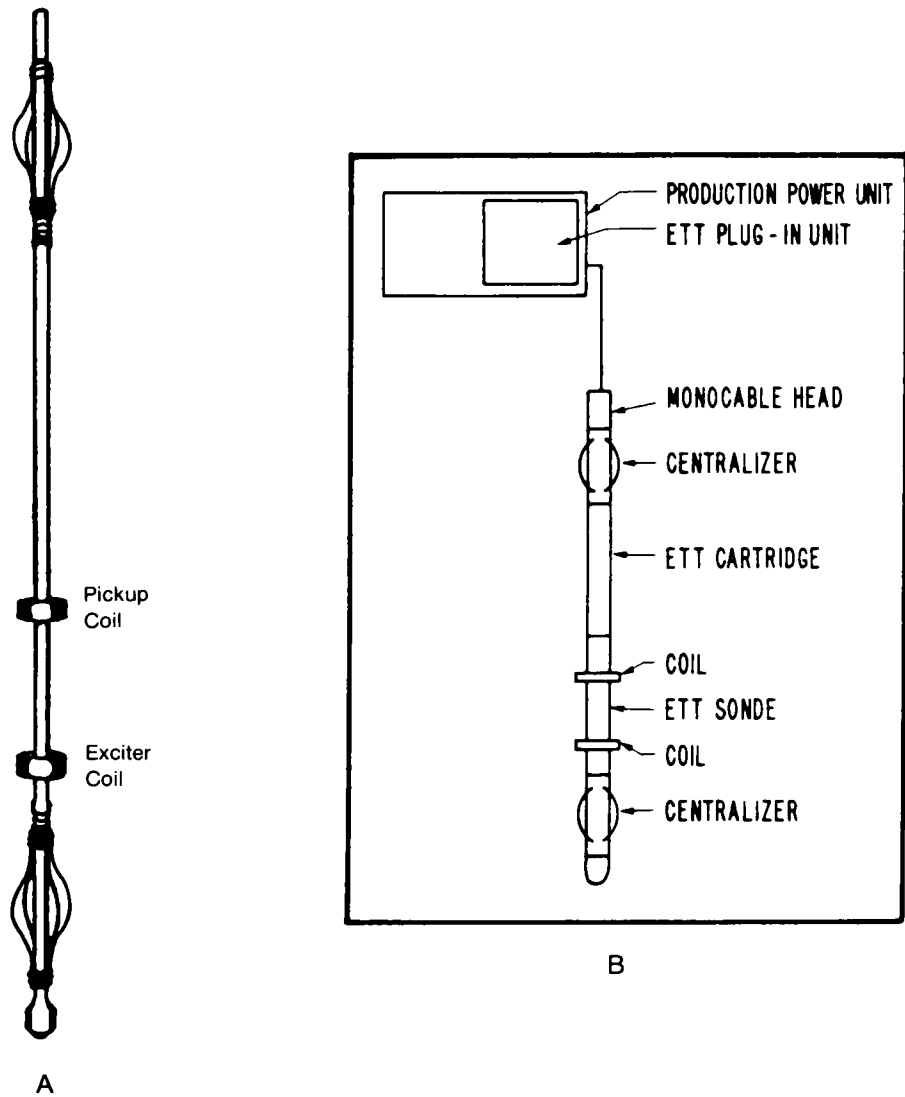 Pickup
Coil
Exciter
Coil
A
PRODUCTION POWER UNIT
ETT PLUG-IN UNIT
MONOCABLE HEAD
CENTRALIZER
ETT CARTRIDGE
COIL
ETT SONDE
COIL
CENTRALIZER
B